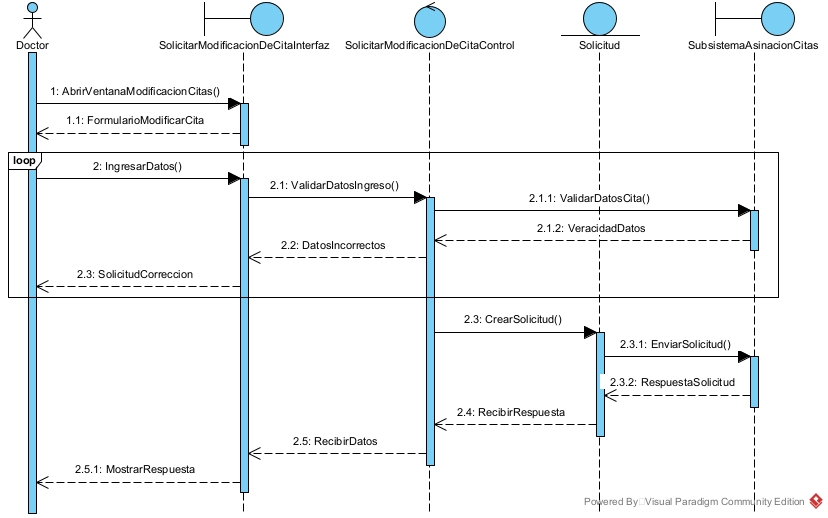 Doctor
SolicitarModificacionDeCitaInterfaz
SolicitarModificacionDeCitaControl
Solicitud
SubsistemaAsinacionCitas
1: AbrirVentanaModificacionCitas()
1.1: FormularioModificarCita
loop
2: IngresarDatos()
2.1: ValidarDatosIngreso()
2.1.1: ValidarDatosCita()
2.1.2: VeracidadDatos
2.2: DatosIncorrectos
2.3: SolicitudCorreccion
2.3: CrearSolicitud()
2.3.1: EnviarSolicitud()
2.3.2: RespuestaSolicitud
2.4: RecibirRespuesta
2.5: RecibirDatos
2.5.1: MostrarRespuesta
Powered By Visual Paradigm Community Edition